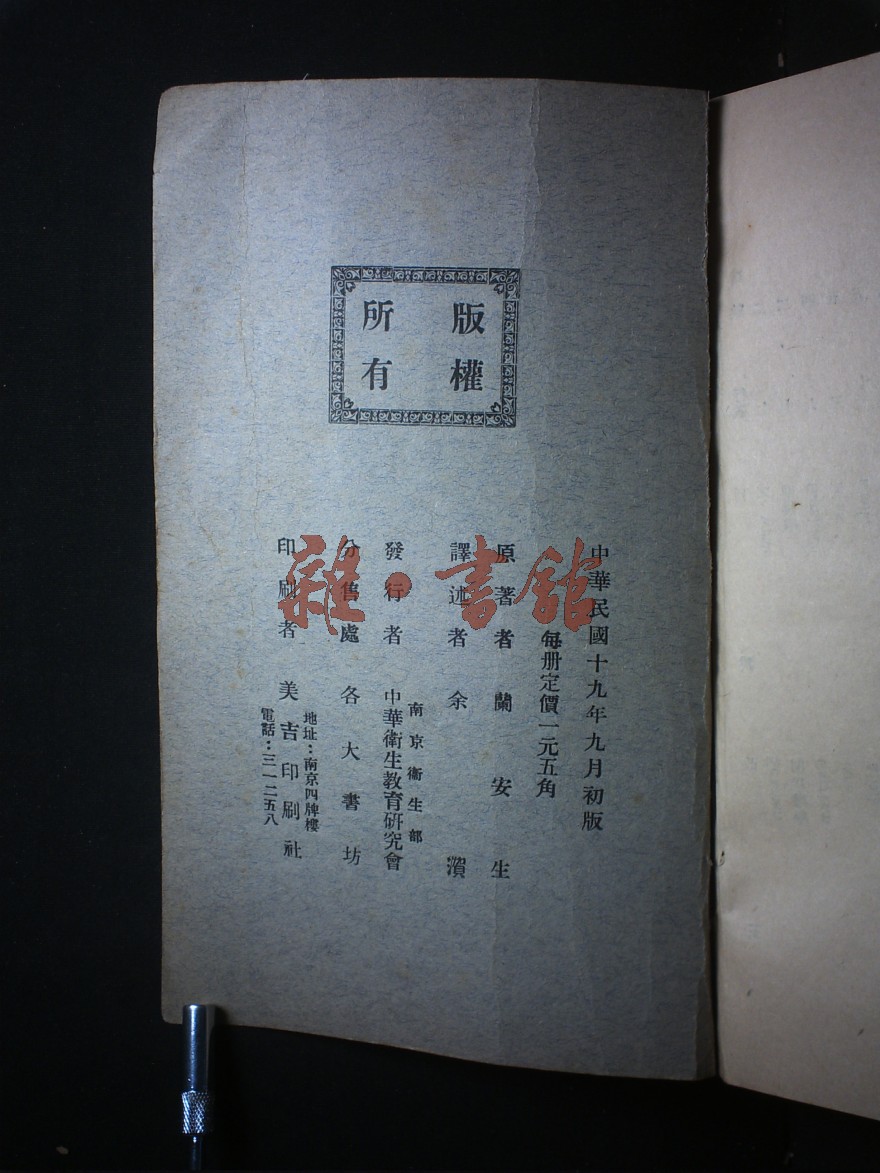 版權
所有
中華民國十九年九月初版
每册定價一元五角
原著者 蘭安生
譯述者 余濱
發行者 南京衞生部
中華衞生教育研究會
分售處 各大書坊
印刷者 美吉印刷社
地址：南京四牌樓
電話：三一二五八
雜·書館